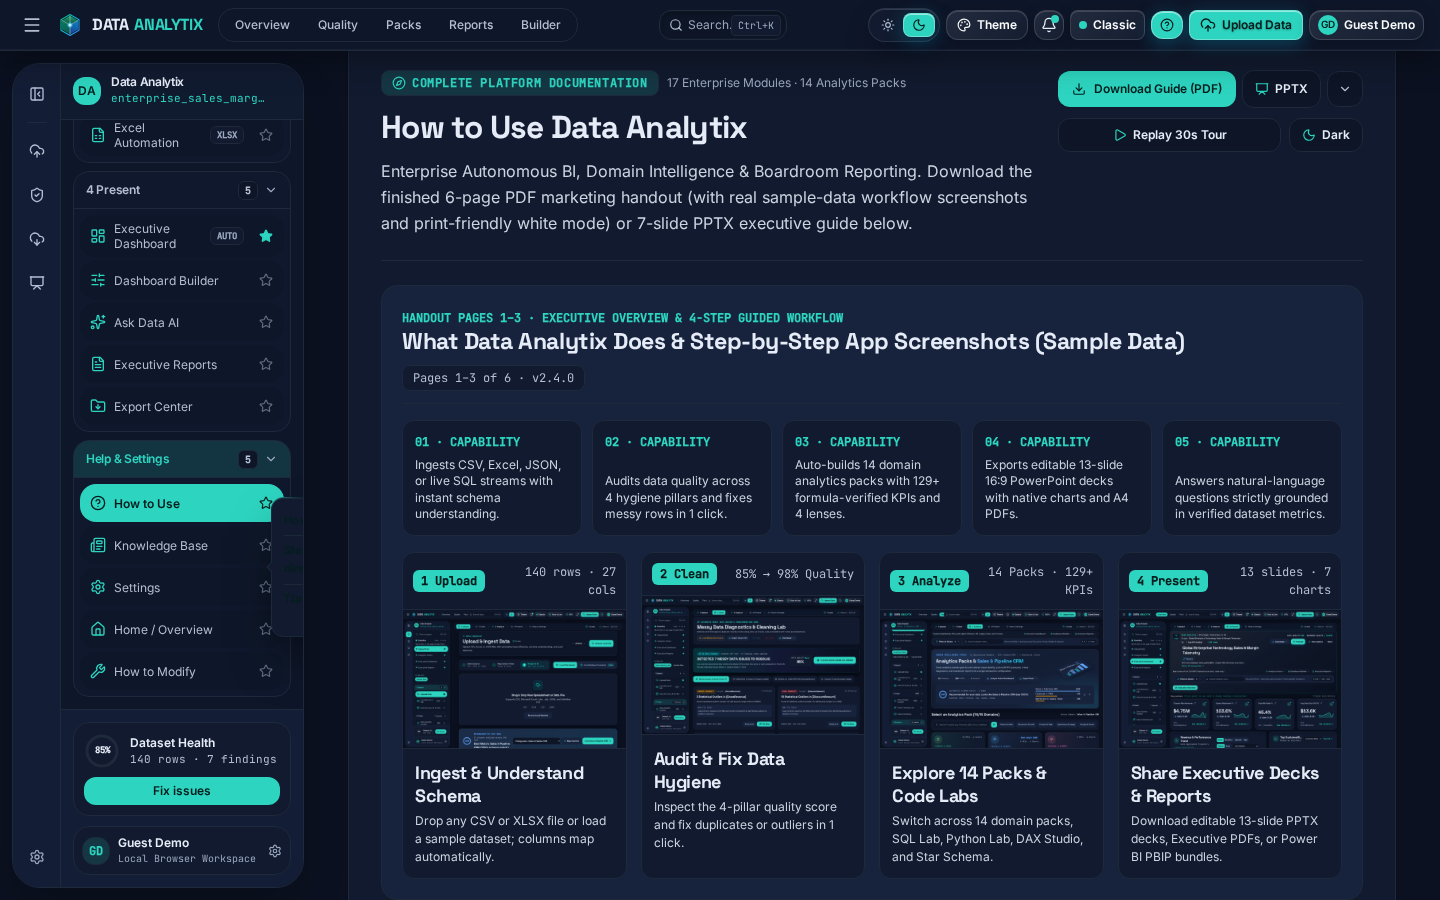 DATA ANALYTIX
Overview
Quality
Packs
Reports
Builder
Search. Ctrl+K
Theme
Classic
Upload Data
GD Guest Demo
DA
Data Analytix
enterprise_sales_marg…
Excel
Automation
XLSX
4 Present
5
Executive
Dashboard
AUTO
Dashboard Builder
Ask Data AI
Executive Reports
Export Center
Help & Settings
5
How to Use
Knowledge Base
Settings
Home / Overview
How to Modify
85%
Dataset Health
140 rows · 7 findings
Fix issues
GD
Guest Demo
Local Browser Workspace
COMPLETE PLATFORM DOCUMENTATION
17 Enterprise Modules · 14 Analytics Packs
How to Use Data Analytix
Enterprise Autonomous BI, Domain Intelligence & Boardroom Reporting. Download the
finished 6-page PDF marketing handout (with real sample-data workflow screenshots
and print-friendly white mode) or 7-slide PPTX executive guide below.
Download Guide (PDF)
PPTX
Replay 30s Tour
Dark
HANDOUT PAGES 1–3 · EXECUTIVE OVERVIEW & 4-STEP GUIDED WORKFLOW
What Data Analytix Does & Step-by-Step App Screenshots (Sample Data)
Pages 1–3 of 6 · v2.4.0
01 · CAPABILITY
Ingests CSV, Excel, JSON,
or live SQL streams with
instant schema
understanding.
02 · CAPABILITY
Audits data quality across
4 hygiene pillars and fixes
messy rows in 1 click.
03 · CAPABILITY
Auto-builds 14 domain
analytics packs with 129+
formula-verified KPIs and
4 lenses.
04 · CAPABILITY
Exports editable 13-slide
16:9 PowerPoint decks
with native charts and A4
PDFs.
05 · CAPABILITY
Answers natural-language
questions strictly grounded
in verified dataset metrics.
1 Upload
140 rows · 27
cols
Upload & Ingest Data
Ingest & Understand
Schema
Drop any CSV or XLSX file or load
a sample dataset; columns map
automatically.
2 Clean
85% → 98% Quality
Messy Data Diagnostics & Cleaning Lab
Audit & Fix Data
Hygiene
Inspect the 4-pillar quality score
and fix duplicates or outliers in 1
click.
3 Analyze
14 Packs · 129+
KPIs
Analytics Packs & Sales & Pipeline CRM
Explore 14 Packs &
Code Labs
Switch across 14 domain packs,
SQL Lab, Python Lab, DAX Studio,
and Star Schema.
4 Present
13 slides · 7
charts
Share Executive Decks
& Reports
Download editable 13-slide PPTX
decks, Executive PDFs, or Power
BI PBIP bundles.